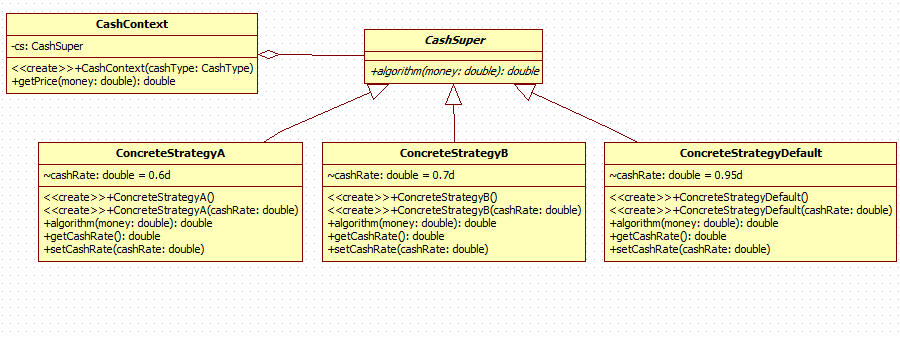 CashContext
-cs: CashSuper
<<create>>+CashContext(cashType: CashType)
+getPrice(money: double): double
CashSuper
+algorithm(money: double): double
ConcreteStrategyA
~cashRate: double = 0.6d
<<create>>+ConcreteStrategyA()
<<create>>+ConcreteStrategyA(cashRate: double)
+algorithm(money: double): double
+getCashRate(): double
+setCashRate(cashRate: double)
ConcreteStrategyB
~cashRate: double = 0.7d
<<create>>+ConcreteStrategyB()
<<create>>+ConcreteStrategyB(cashRate: double)
+algorithm(money: double): double
+getCashRate(): double
+setCashRate(cashRate: double)
ConcreteStrategyDefault
~cashRate: double = 0.95d
<<create>>+ConcreteStrategyDefault()
<<create>>+ConcreteStrategyDefault(cashRate: double)
+algorithm(money: double): double
+getCashRate(): double
+setCashRate(cashRate: double)